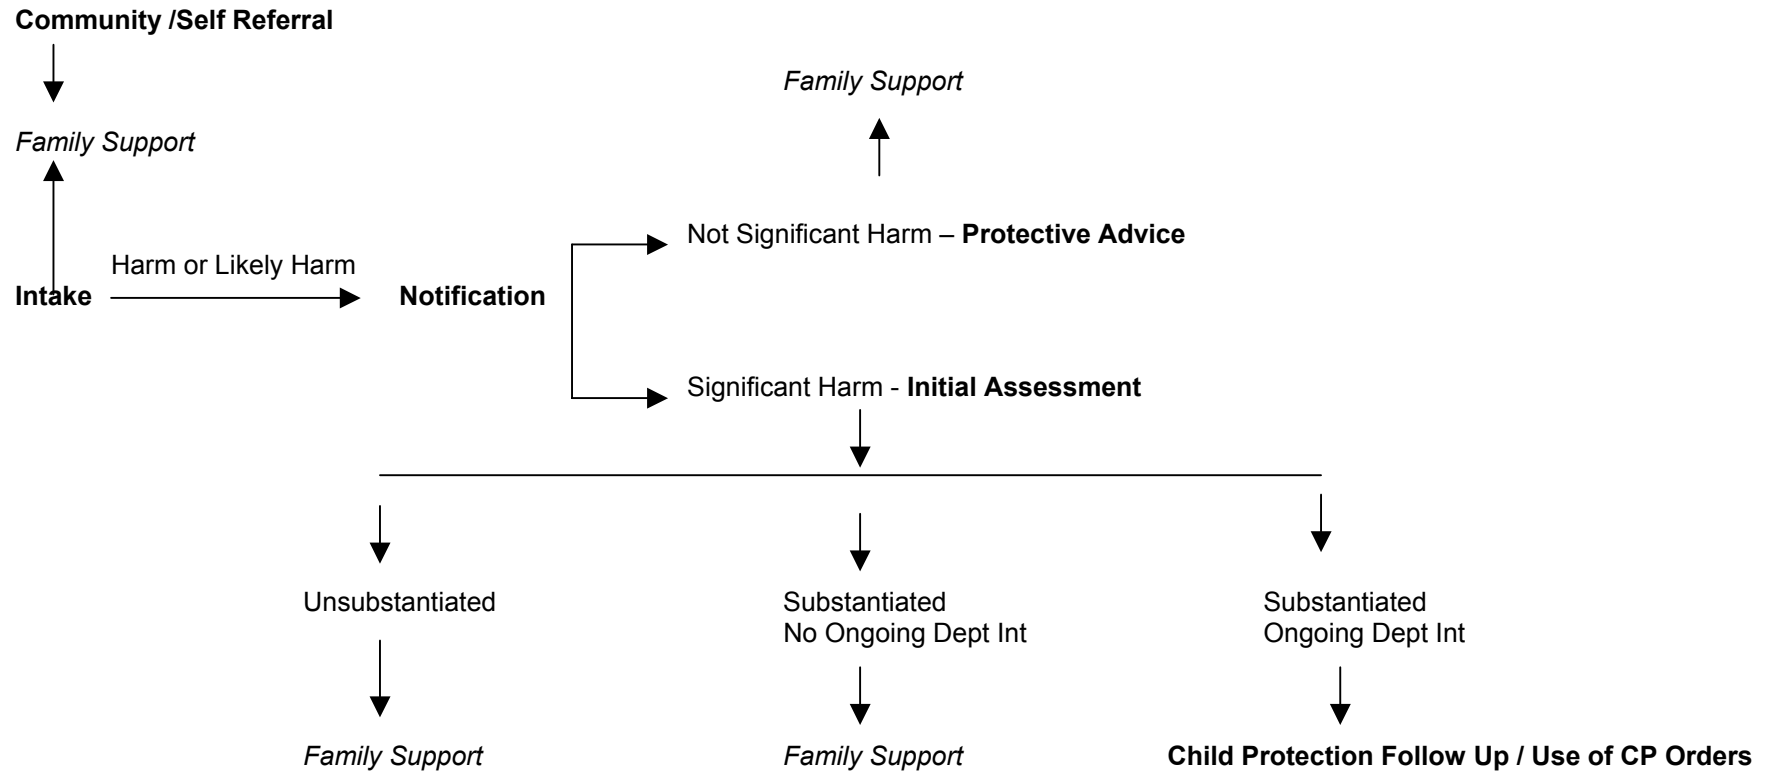 Community /Self Referral
Family Support
Family Support
Not Significant Harm – Protective Advice
Harm or Likely Harm
Intake
Notification
Significant Harm - Initial Assessment
Unsubstantiated
Substantiated
No Ongoing Dept Int
Substantiated
Ongoing Dept Int
Family Support
Family Support
Child Protection Follow Up / Use of CP Orders